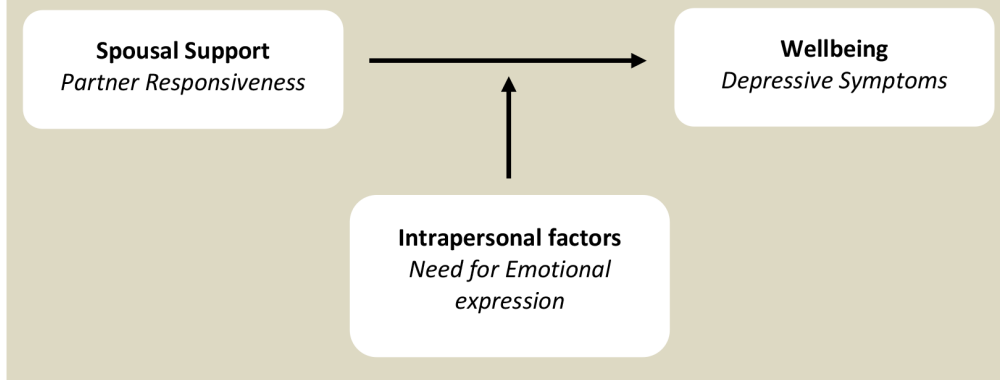 Spousal Support
Partner Responsiveness
Wellbeing
Depressive Symptoms
Intrapersonal factors
Need for Emotional
expression